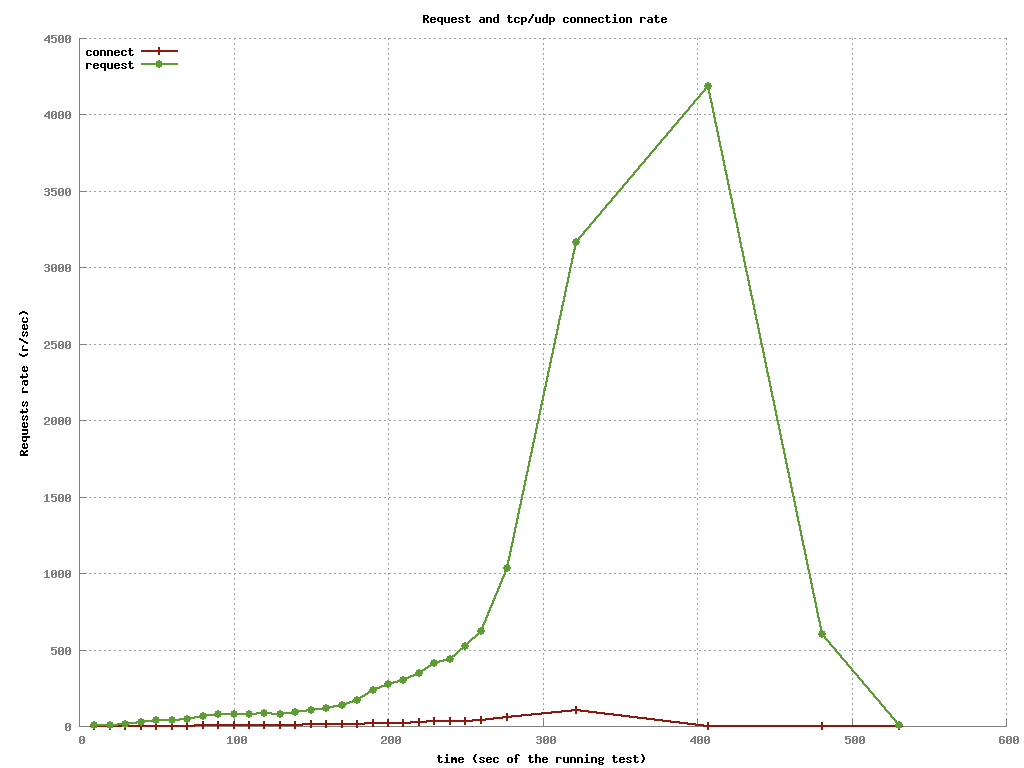 Request and tcp/udp connection rate
4500
connect
request
4000
3500
3000
2500
Requests rate (r/sec)
2000
1500
1000
500
0
0 100 200 300 400 500 600
time (sec of the running test)